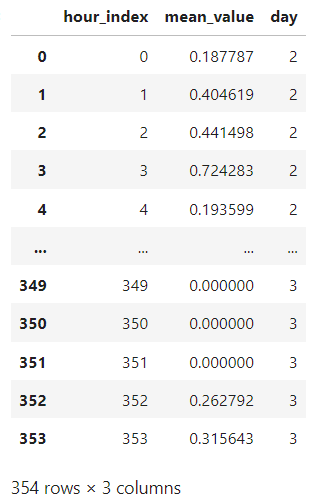 hour_index mean_value day
0 0 0.187787 2
1 1 0.404619 2
2 2 0.441498 2
3 3 0.724283 2
4 4 0.193599 2
... ... ... ...
349 349 0.000000 3
350 350 0.000000 3
351 351 0.000000 3
352 352 0.262792 3
353 353 0.315643 3
354 rows × 3 columns